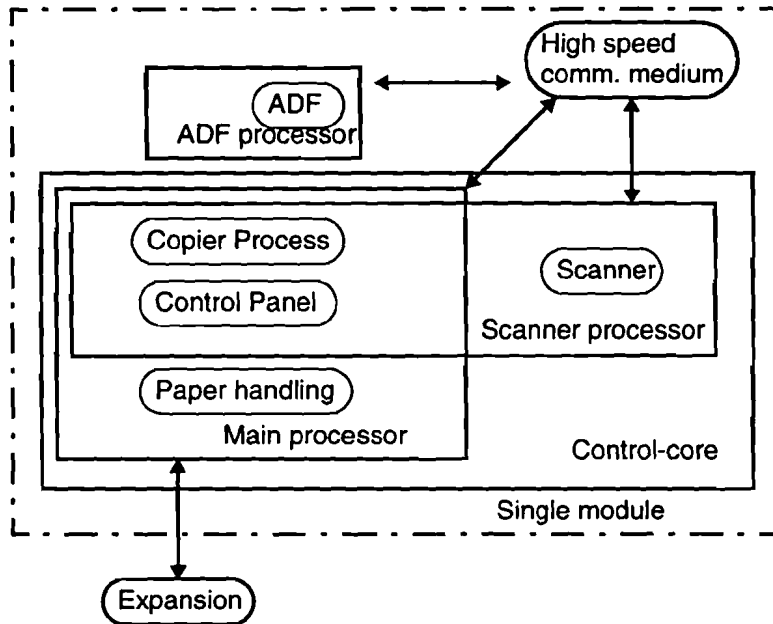 High speed
comm. medium
ADF
ADF processor
Copier Process
Scanner
Control Panel
Scanner processor
Paper handling
Main processor
Control-core
Single module
Expansion